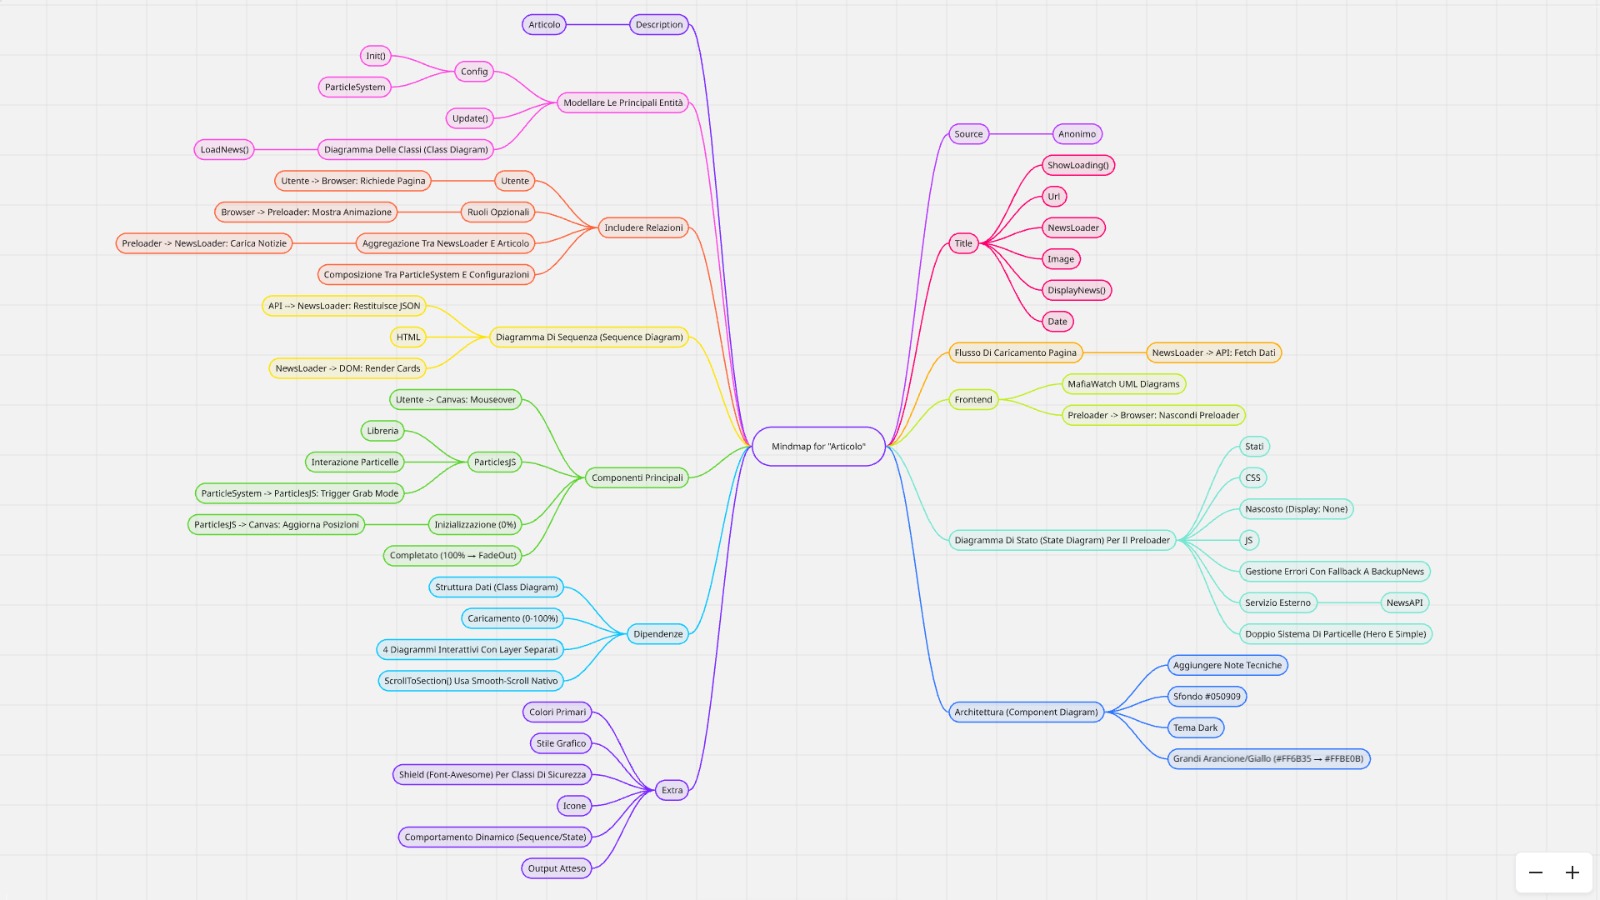 Articolo
Description
Init()
Config
ParticleSystem
Modellare Le Principali Entità
Update()
LoadNews()
Diagramma Delle Classi (Class Diagram)
Utente -> Browser: Richiede Pagina
Utente
Browser -> Preloader: Mostra Animazione
Ruoli Opzionali
Includere Relazioni
Preloader -> NewsLoader: Carica Notizie
Aggregazione Tra NewsLoader E Articolo
Composizione Tra ParticleSystem E Configurazioni
API --> NewsLoader: Restituisce JSON
HTML
Diagramma Di Sequenza (Sequence Diagram)
NewsLoader -> DOM: Render Cards
Utente -> Canvas: Mouseover
Libreria
Interazione Particelle
ParticlesJS
Componenti Principali
ParticleSystem -> ParticlesJS: Trigger Grab Mode
ParticlesJS -> Canvas: Aggiorna Posizioni
Inizializzazione (0%)
Completato (100% → FadeOut)
Struttura Dati (Class Diagram)
Caricamento (0-100%)
Dipendenze
4 Diagrammi Interattivi Con Layer Separati
ScrollToSection() Usa Smooth-Scroll Nativo
Colori Primari
Stile Grafico
Shield (Font-Awesome) Per Classi Di Sicurezza
Extra
Icone
Comportamento Dinamico (Sequence/State)
Output Atteso
Mindmap for "Articolo"
Source
Anonimo
ShowLoading()
Url
NewsLoader
Title
Image
DisplayNews()
Date
Flusso Di Caricamento Pagina
NewsLoader -> API: Fetch Dati
MafiaWatch UML Diagrams
Frontend
Preloader -> Browser: Nascondi Preloader
Stati
CSS
Nascosto (Display: None)
Diagramma Di Stato (State Diagram) Per Il Preloader
JS
Gestione Errori Con Fallback A BackupNews
Servizio Esterno
NewsAPI
Doppio Sistema Di Particelle (Hero E Simple)
Aggiungere Note Tecniche
Sfondo #050909
Architettura (Component Diagram)
Tema Dark
Grandi Arancione/Giallo (#FF6B35 → #FFBE0B)